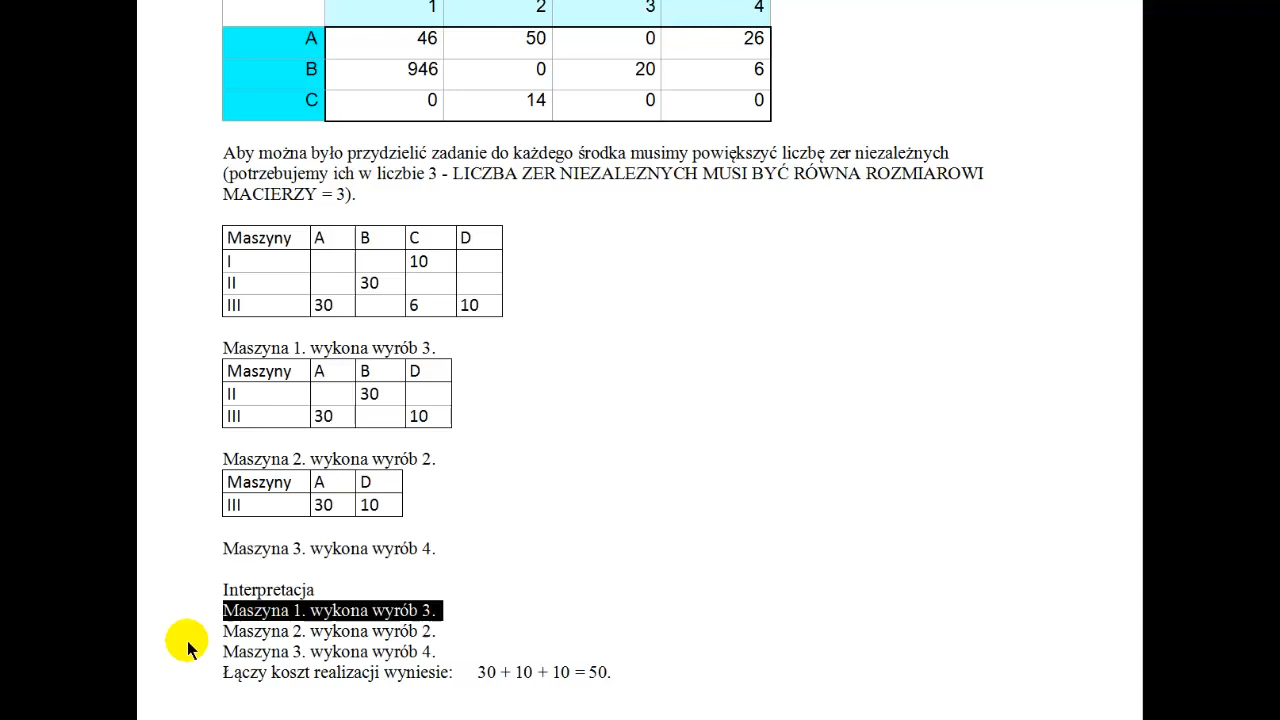 1 2 3 4
A 46 50 0 26
B 946 0 20 6
C 0 14 0 0
Aby można było przydzielić zadanie do każdego środka musimy powiększyć liczbę zer niezależnych
(potrzebujemy ich w liczbie 3 - LICZBA ZER NIEZALEZNYCH MUSI BYĆ RÓWNA ROZMIAROWI
MACIERZY = 3).
Maszyny A B C D
I 10
II 30
III 30 6 10
Maszyna 1. wykona wyrób 3.
Maszyny A B D
II 30
III 30 10
Maszyna 2. wykona wyrób 2.
Maszyny A D
III 30 10
Maszyna 3. wykona wyrób 4.
Interpretacja
Maszyna 1. wykona wyrób 3.
Maszyna 2. wykona wyrób 2.
Maszyna 3. wykona wyrób 4.
Łączy koszt realizacji wyniesie: 30 + 10 + 10 = 50.